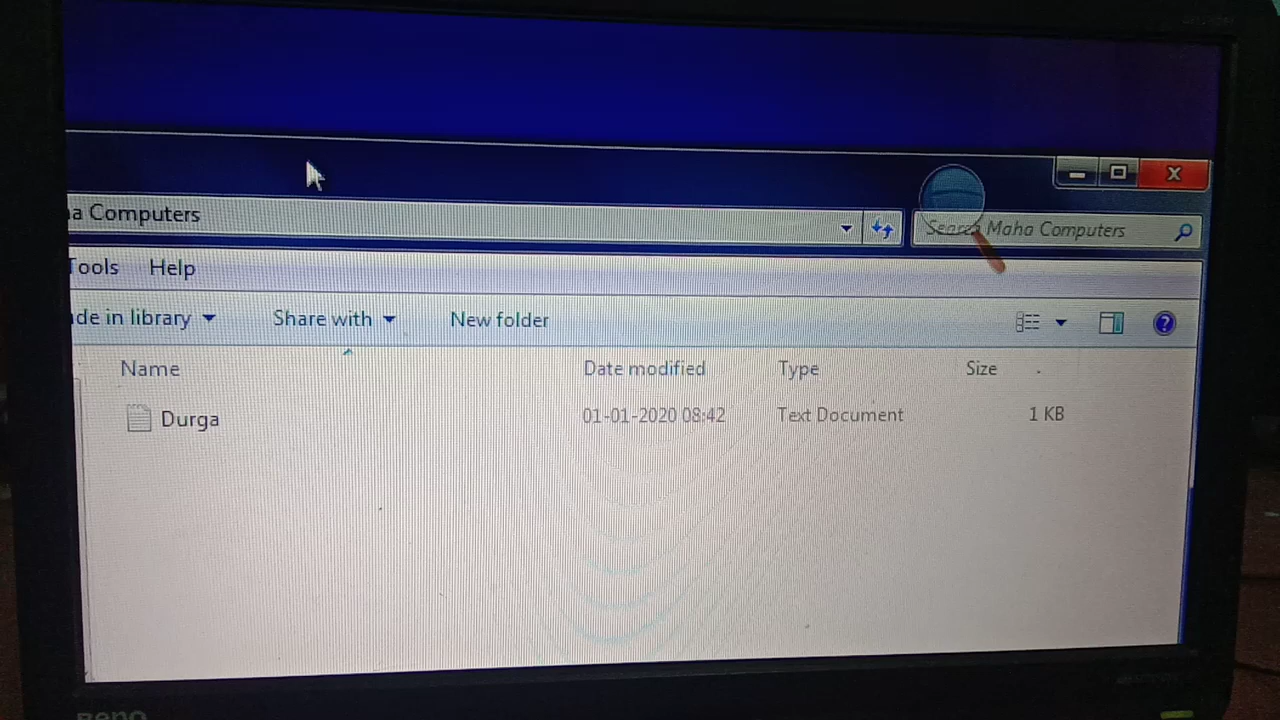 a Computers
Search Maha Computers
Tools Help
de in library Share with New folder
Name Date modified Type Size
Durga 01-01-2020 08:42 Text Document 1 KB
BenQ